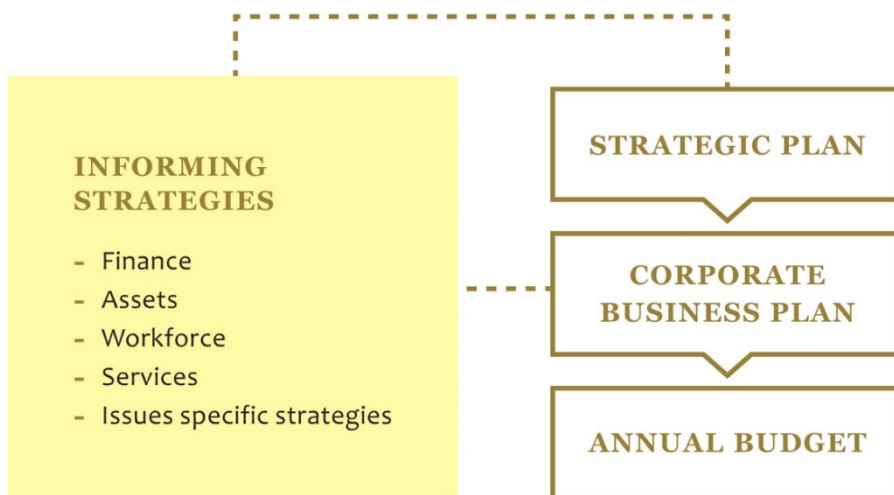 INFORMING
STRATEGIES
- Finance
- Assets
- Workforce
- Services
- Issues specific strategies
STRATEGIC PLAN
CORPORATE
BUSINESS PLAN
ANNUAL BUDGET